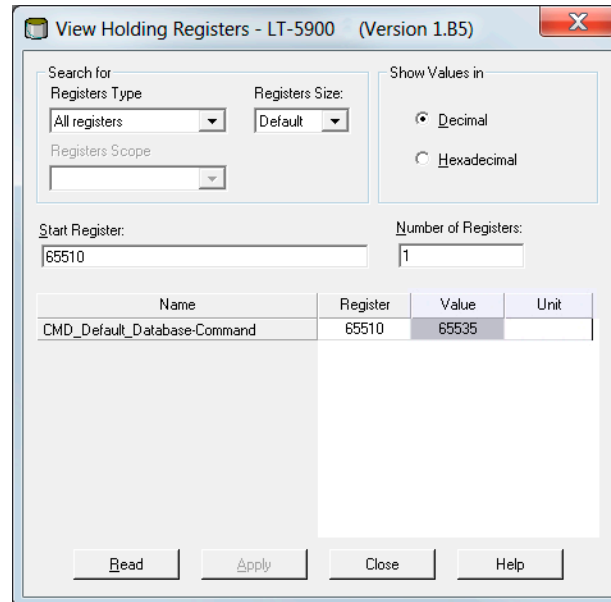 View Holding Registers - LT-5900 (Version 1.B5)
Search for
Registers Type
Registers Size:
All registers
Default
Registers Scope
Show Values in
Decimal
Hexadecimal
Start Register:
Number of Registers:
65510
1
Name Register Value Unit
CMD_Default_Database-Command 65510 65535
Read Apply Close Help